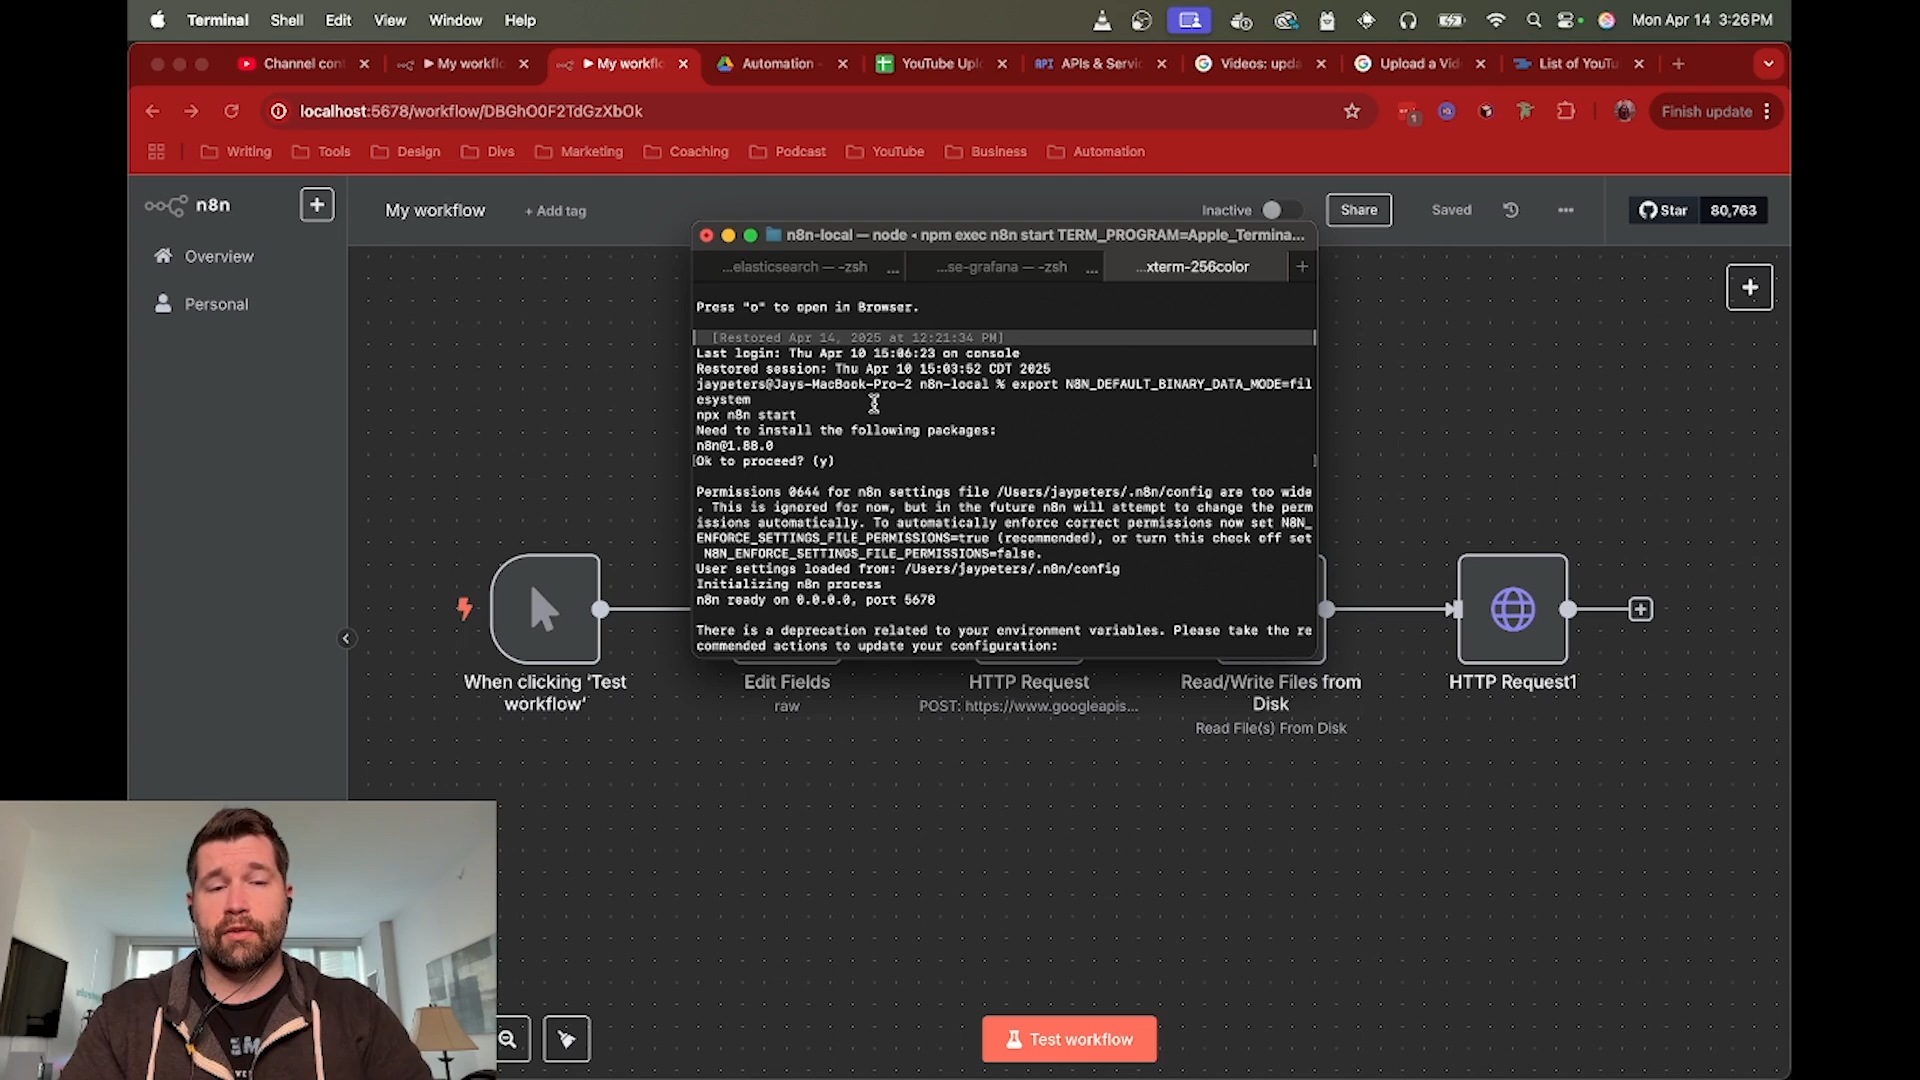 Terminal Shell Edit View Window Help Mon Apr 14 3:26 PM
Channel cont My workflo My workflo Automation - YouTube Uplo API APIs & Servic Videos: upda Upload a Vid List of YouTu
localhost:5678/workflow/DBGhO0F2TdGzXbOk 1 Finish update
Writing Tools Design Divs Marketing Coaching Podcast YouTube Business Automation
n8n
My workflow + Add tag Inactive Share Saved Star 80,763
Overview
Personal
n8n-local — node ◂ npm exec n8n start TERM_PROGRAM=Apple_Termina...
...elasticsearch — -zsh ... ...se-grafana — -zsh ... ...xterm-256color
Press "o" to open in Browser.
[Restored Apr 14, 2025 at 12:21:34 PM]
Last login: Thu Apr 10 15:06:23 on console
Restored session: Thu Apr 10 15:03:52 CDT 2025
jaypeters@Jays-MacBook-Pro-2 n8n-local % export N8N_DEFAULT_BINARY_DATA_MODE=fil
esystem
npx n8n start
Need to install the following packages:
n8n@1.88.0
Ok to proceed? (y)
Permissions 0644 for n8n settings file /Users/jaypeters/.n8n/config are too wide
. This is ignored for now, but in the future n8n will attempt to change the perm
issions automatically. To automatically enforce correct permissions now set N8N_
ENFORCE_SETTINGS_FILE_PERMISSIONS=true (recommended), or turn this check off set
N8N_ENFORCE_SETTINGS_FILE_PERMISSIONS=false.
User settings loaded from: /Users/jaypeters/.n8n/config
Initializing n8n process
n8n ready on 0.0.0.0, port 5678
There is a deprecation related to your environment variables. Please take the re
commended actions to update your configuration:
When clicking ‘Test
workflow’
Edit Fields
raw
HTTP Request
POST: https://www.googleapis...
Read/Write Files from
Disk
Read File(s) From Disk
HTTP Request1
Test workflow